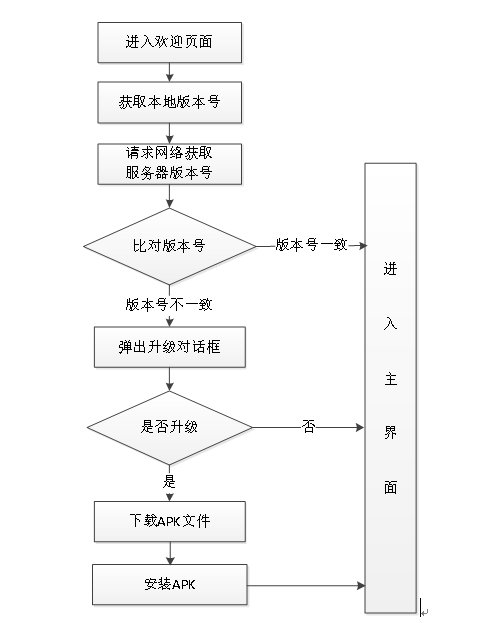 进入欢迎页面
获取本地版本号
请求网络获取
服务器版本号
比对版本号
版本号一致
版本号不一致
弹出升级对话框
是否升级
否
是
下载APK文件
安装APK
进
入
主
界
面